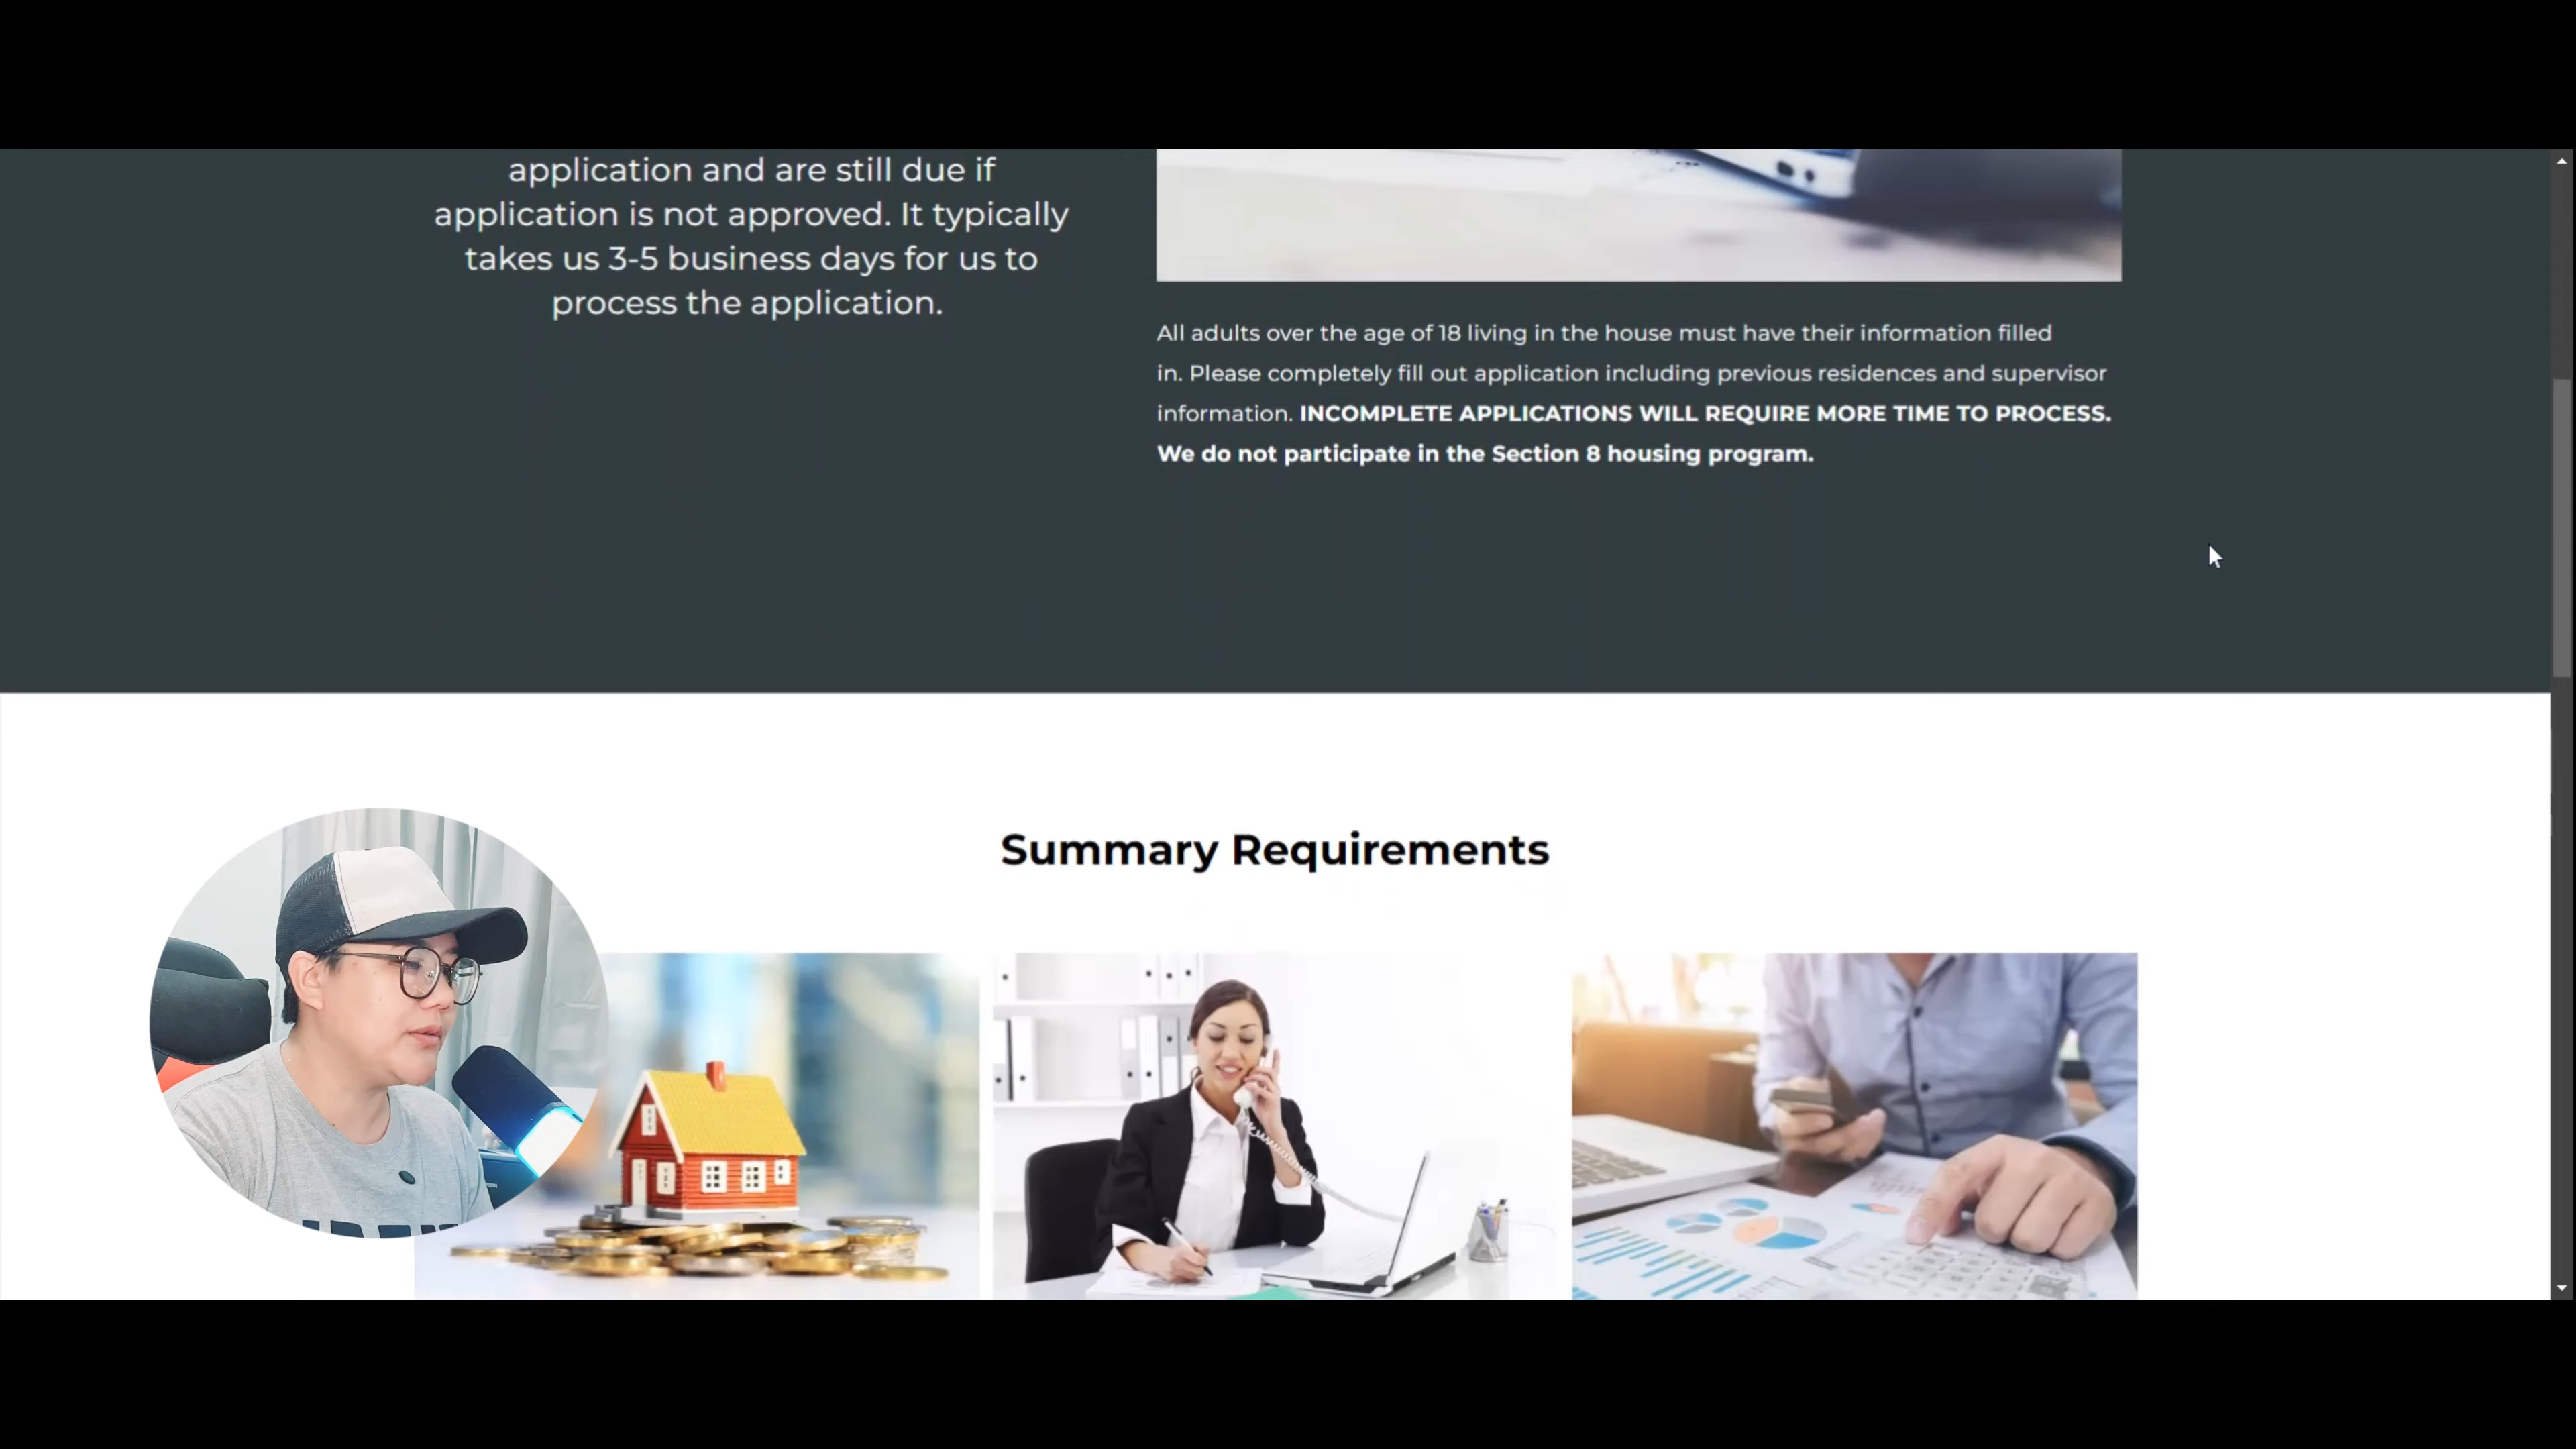 application and are still due if
application is not approved. It typically
takes us 3-5 business days for us to
process the application.
All adults over the age of 18 living in the house must have their information filled
in. Please completely fill out application including previous residences and supervisor
information. INCOMPLETE APPLICATIONS WILL REQUIRE MORE TIME TO PROCESS.
We do not participate in the Section 8 housing program.
Summary Requirements